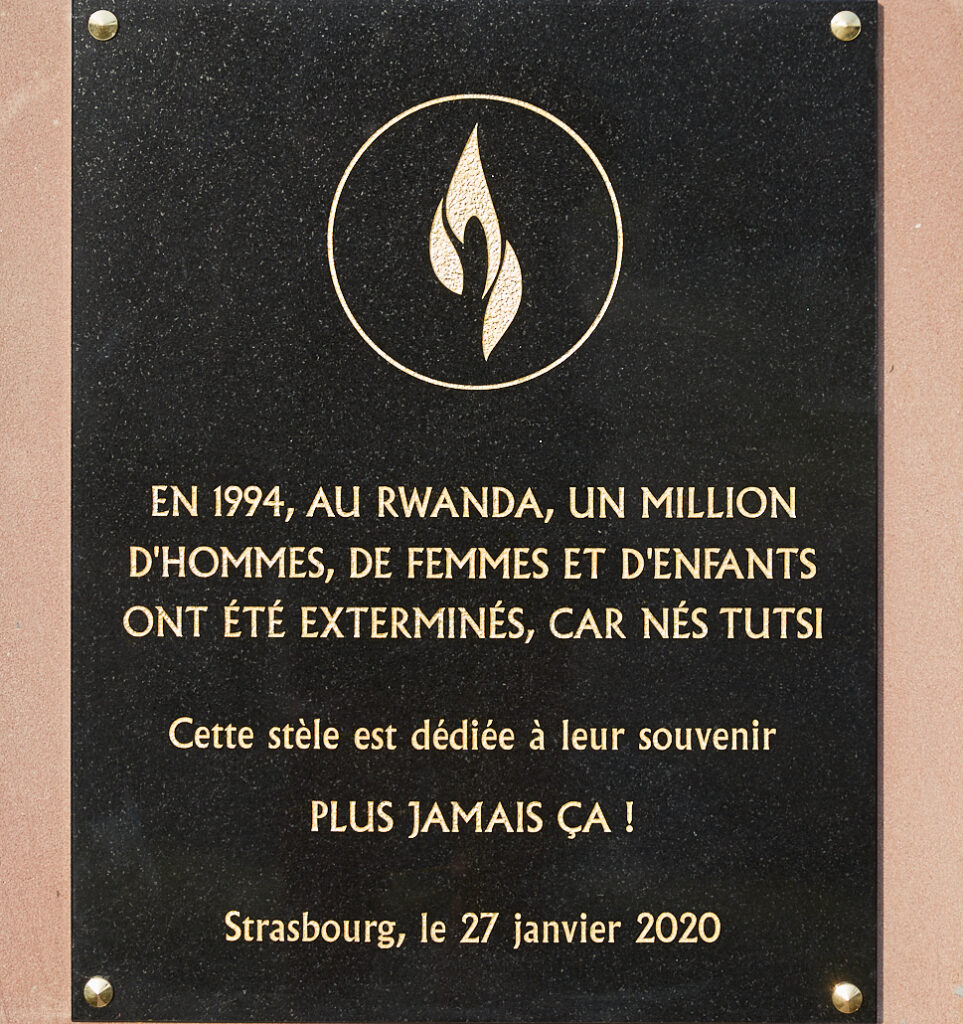 EN 1994, AU RWANDA, UN MILLION
D'HOMMES, DE FEMMES ET D'ENFANTS
ONT ÉTÉ EXTERMINÉS, CAR NÉS TUTSI
Cette stèle est dédiée à leur souvenir
PLUS JAMAIS ÇA !
Strasbourg, le 27 janvier 2020